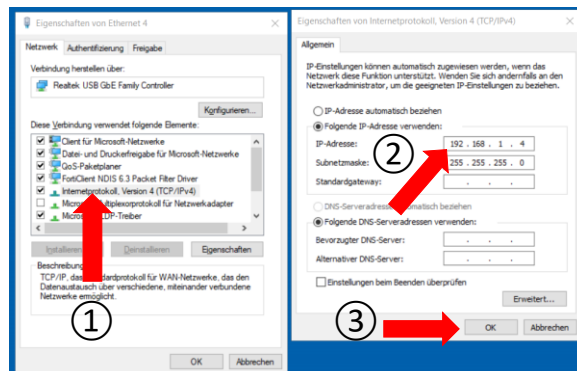 Eigenschaften von Ethernet 4
Netzwerk Authentifizierung Freigabe
Verbindung herstellen über:
Realtek USB GbE Family Controller
Konfigurieren...
Diese Verbindung verwendet folgende Elemente:
Client für Microsoft-Netzwerke
Datei- und Druckerfreigabe für Microsoft-Netzwerke
QoS-Paketplaner
FortiClient NDIS 6.3 Packet Filter Driver
Internetprotokoll, Version 4 (TCP/IPv4)
für Netzwerkadapter
-Treiber
Deinstallieren Eigenschaften
Beschreibung
TCP/IP, das für WAN-Netzwerke, das den
Datenaustausch über verschiedene, miteinander verbundene
Netzwerke ermöglicht.
1
OK Abbrechen
Eigenschaften von Internetprotokoll, Version 4 (TCP/IPv4)
Allgemein
IP-Einstellungen können automatisch zugewiesen werden, wenn das
Netzwerk diese Funktion unterstützt. Wenden Sie sich andernfalls an den
Netzwerkadministrator, um die geeigneten IP-Einstellungen zu beziehen.
IP-Adresse automatisch beziehen
Folgende IP-Adresse verwenden:
IP-Adresse: 192 . 168 . 1 . 4
Subnetzmaske: 255 . 255 . 255 . 0
Standardgateway: . . .
2
DNS-Serveradresse automatisch beziehen
Folgende DNS-Serveradressen verwenden:
Bevorzugter DNS-Server: . . .
Alternativer DNS-Server: . . .
Einstellungen beim Beenden überprüfen
Erweitert...
3
OK Abbrechen